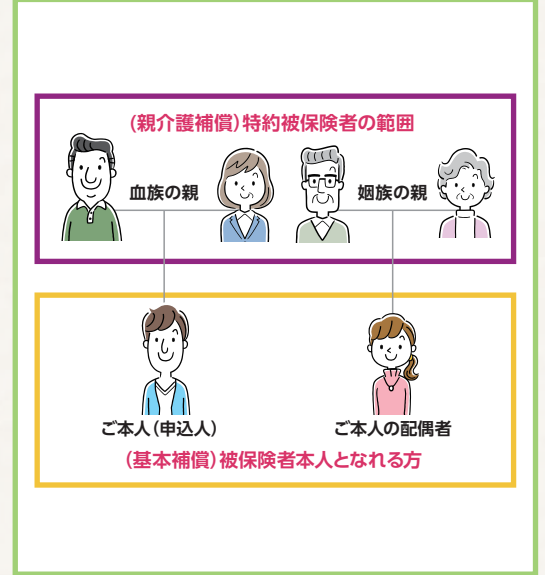 (親介護補償)特約被保険者の範囲
血族の親
姻族の親
ご本人(申込人)
ご本人の配偶者
(基本補償)被保険者本人となれる方